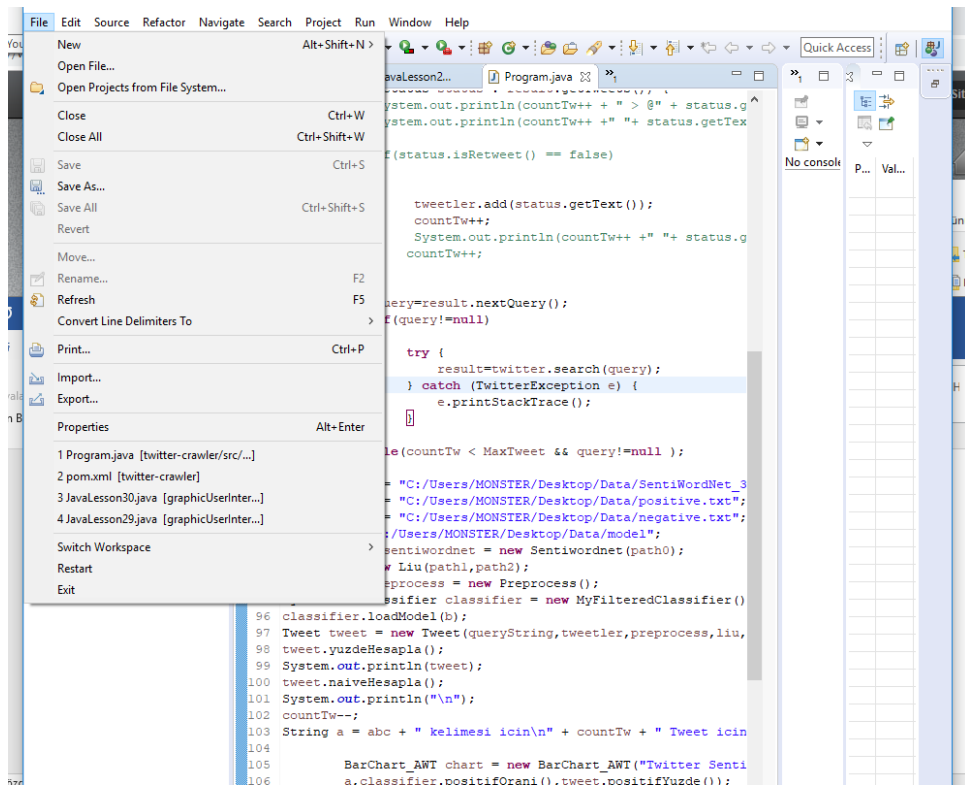 File Edit Source Refactor Navigate Search Project Run Window Help
New Alt+Shift+N >
Open File...
Open Projects from File System...
Close Ctrl+W
Close All Ctrl+Shift+W
Save Ctrl+S
Save As...
Save All Ctrl+Shift+S
Revert
Move...
Rename... F2
Refresh F5
Convert Line Delimiters To >
Print... Ctrl+P
Import...
Export...
Properties Alt+Enter
1 Program.java [twitter-crawler/src/...]
2 pom.xml [twitter-crawler]
3 JavaLesson30.java [graphicUserInter...]
4 JavaLesson29.java [graphicUserInter...]
Switch Workspace >
Restart
Exit
Quick Access
avaLesson2... Program.java
No console
P... Val...
ystem.out.println(countTw++ + " > @" + status.g
ystem.out.println(countTw++ +" "+ status.getTex
f(status.isRetweet() == false)
tweetler.add(status.getText());
countTw++;
System.out.println(countTw++ +" "+ status.g
countTw++;
uery=result.nextQuery();
f(query!=null)
try {
result=twitter.search(query);
} catch (TwitterException e) {
e.printStackTrace();
}
le(countTw < MaxTweet && query!=null );
= "C:/Users/MONSTER/Desktop/Data/SentiWordNet_3
= "C:/Users/MONSTER/Desktop/Data/positive.txt";
= "C:/Users/MONSTER/Desktop/Data/negative.txt";
:/Users/MONSTER/Desktop/Data/model";
sentiwordnet = new Sentiwordnet(path0);
w Liu(path1,path2);
eprocess = new Preprocess();
ssifier classifier = new MyFilteredClassifier()
96 classifier.loadModel(b);
97 Tweet tweet = new Tweet(queryString,tweetler,preprocess,liu,
98 tweet.yuzdeHesapla();
99 System.out.println(tweet);
100 tweet.naiveHesapla();
101 System.out.println("\n");
102 countTw--;
103 String a = abc + " kelimesi icin\n" + countTw + " Tweet icin
104
105 BarChart_AWT chart = new BarChart_AWT("Twitter Senti
106 a,classifier.positifOrani(),tweet.positifYuzde());